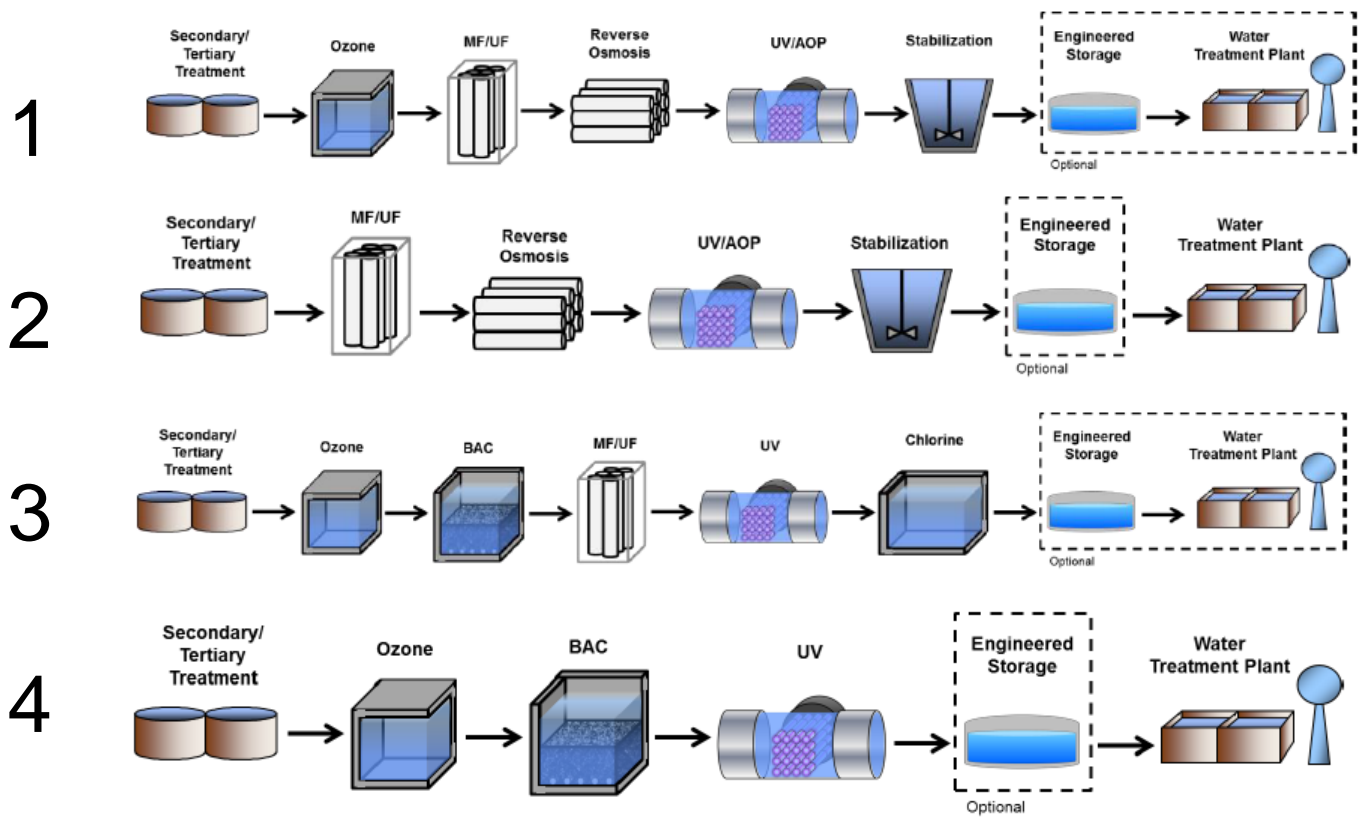 1
Secondary/
Tertiary
Treatment
Ozone
MF/UF
Reverse
Osmosis
UV/AOP
Stabilization
Engineered
Storage
Water
Treatment Plant
Optional
2
Secondary/
Tertiary
Treatment
MF/UF
Reverse
Osmosis
UV/AOP
Stabilization
Engineered
Storage
Water
Treatment Plant
Optional
3
Secondary/
Tertiary
Treatment
Ozone
BAC
MF/UF
UV
Chlorine
Engineered
Storage
Water
Treatment Plant
Optional
4
Secondary/
Tertiary
Treatment
Ozone
BAC
UV
Engineered
Storage
Water
Treatment Plant
Optional